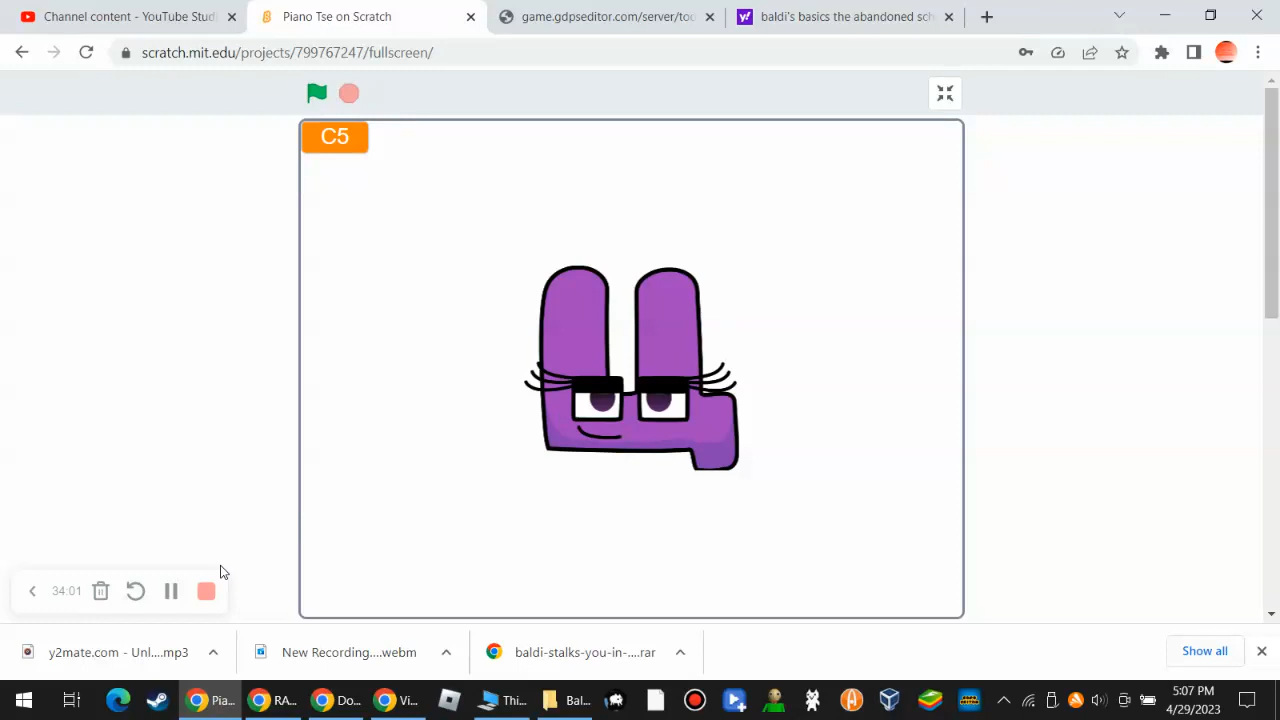 Channel content - YouTube Studi
Piano Tse on Scratch
game.gdpseditor.com/server/too
baldi's basics the abandoned sch
scratch.mit.edu/projects/799767247/fullscreen/
C5
34:01
y2mate.com - Unl....mp3
New Recording....webm
baldi-stalks-you-in-....rar
Show all
Pia...
RA...
Do...
Vi...
Thi...
Bal...
5:07 PM
4/29/2023